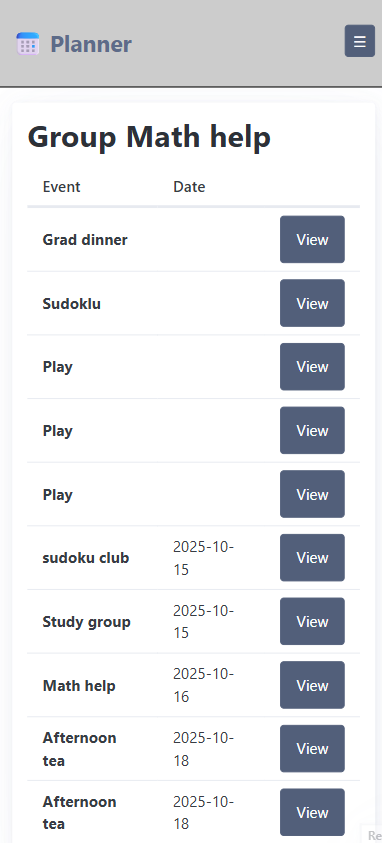 Planner
☰
Group Math help
Event Date
Grad dinner View
Sudoklu View
Play View
Play View
Play View
sudoku club 2025-10-
15 View
Study group 2025-10-
15 View
Math help 2025-10-
16 View
Afternoon
tea 2025-10-
18 View
Afternoon
tea 2025-10-
18 View
Re